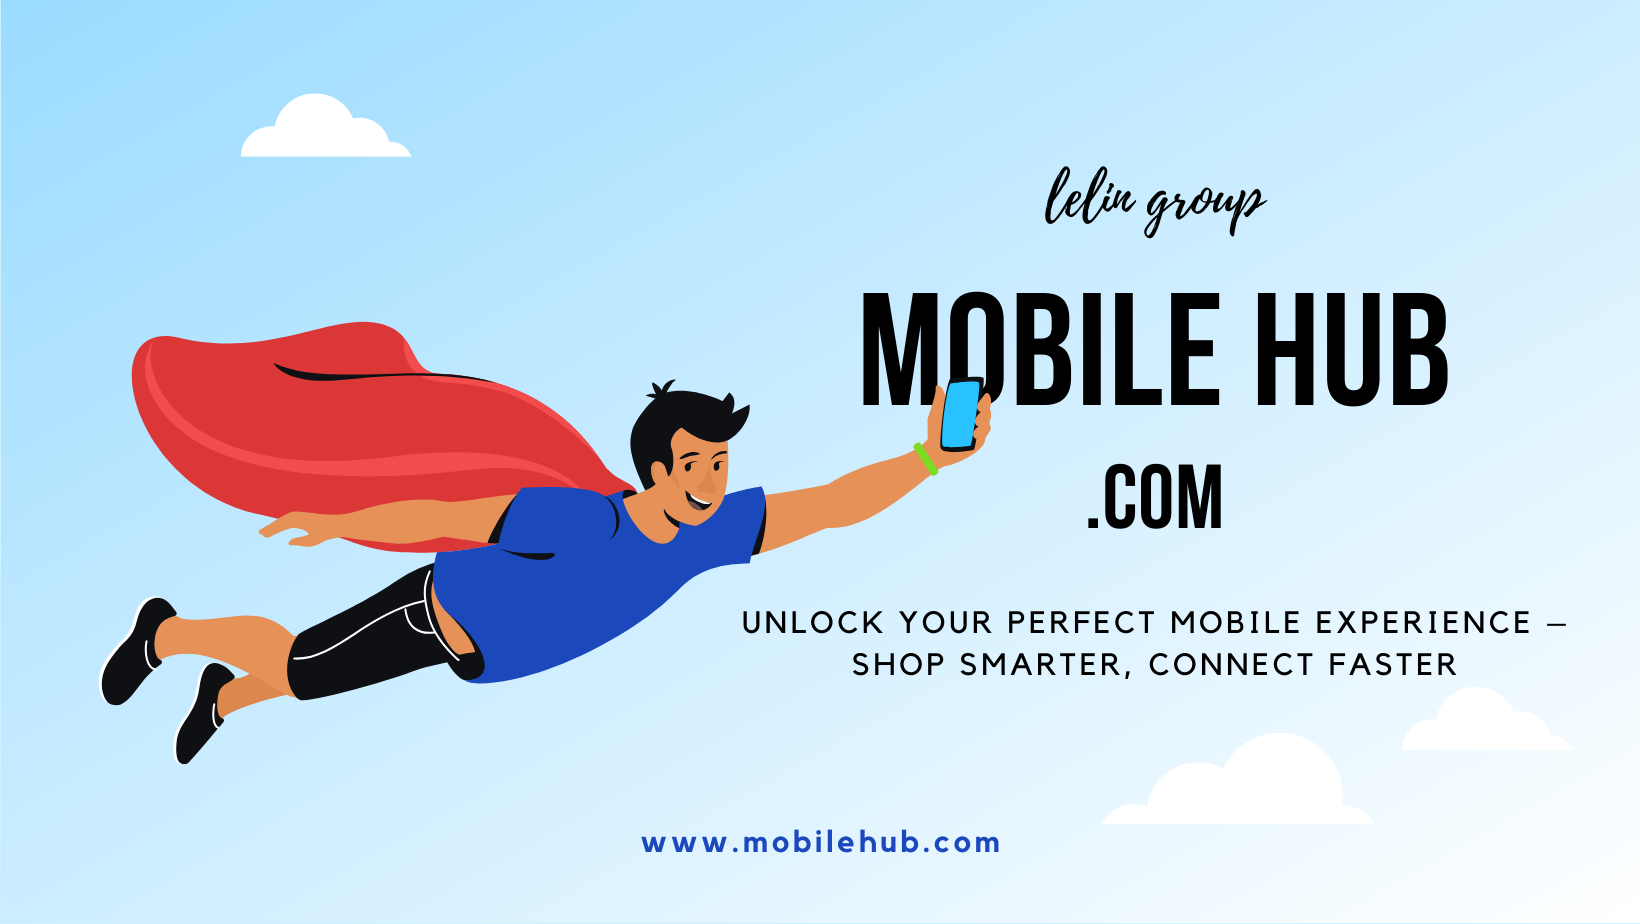 lelin group
MOBILE HUB
.COM
UNLOCK YOUR PERFECT MOBILE EXPERIENCE –
SHOP SMARTER, CONNECT FASTER
www.mobilehub.com